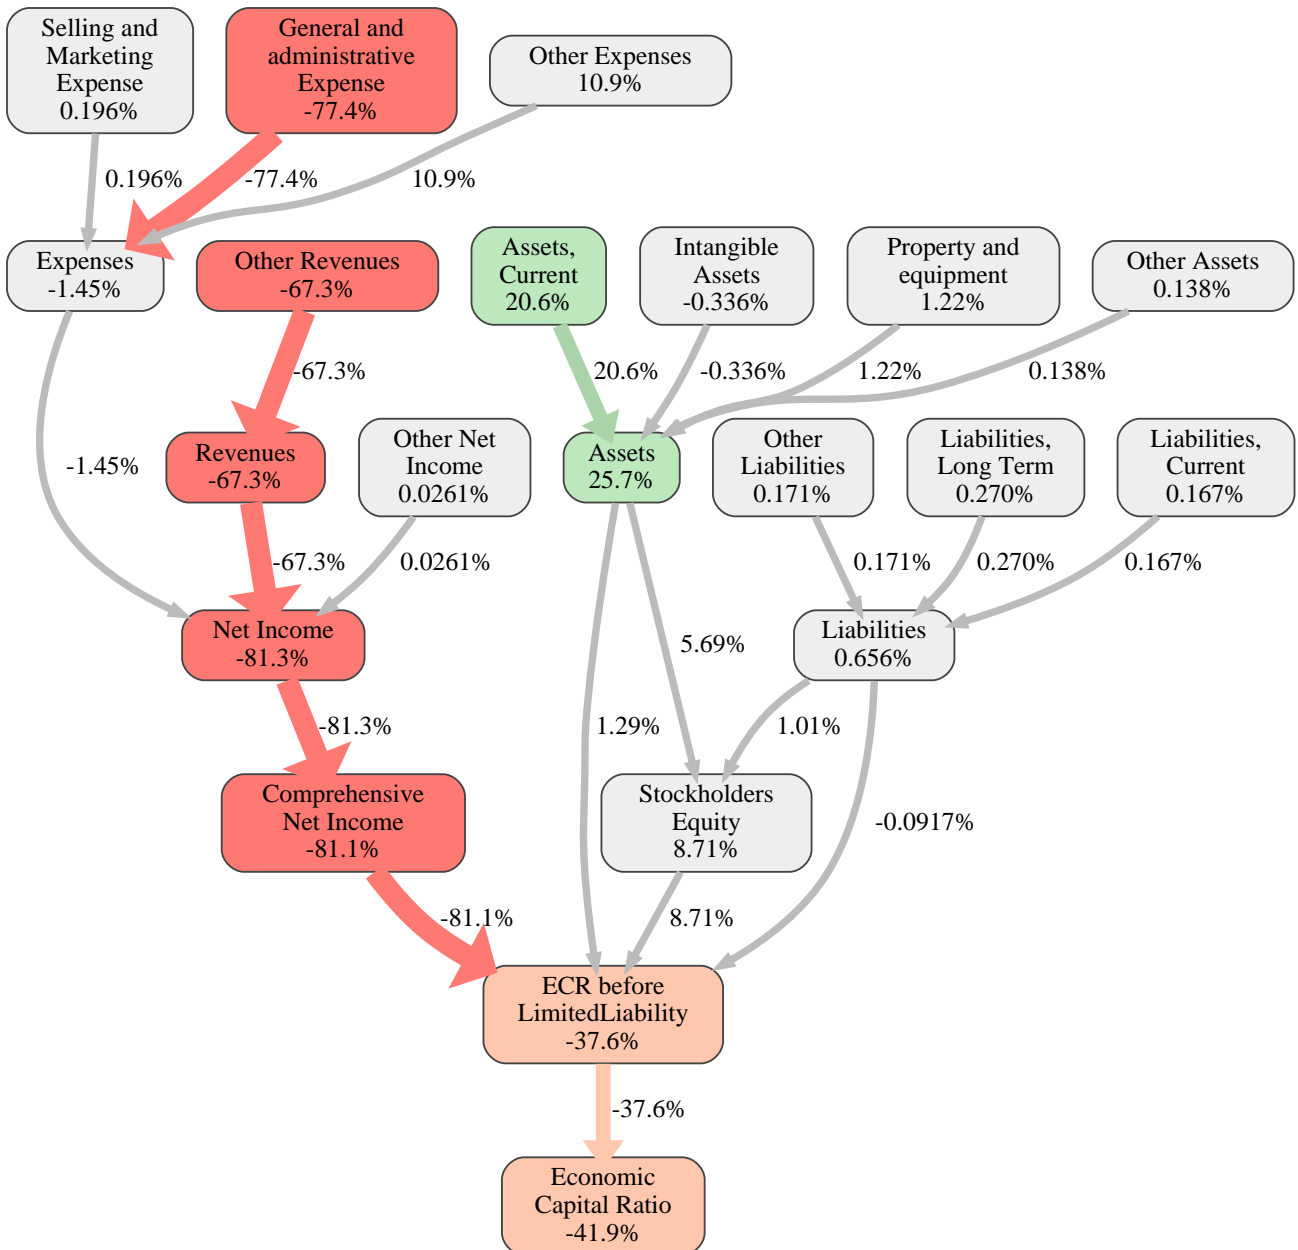 Selling and
Marketing
Expense
0.196%
General and
administrative
Expense
-77.4%
Other Expenses
10.9%
0.196%
-77.4%
10.9%
Expenses
-1.45%
Other Revenues
-67.3%
Assets,
Current
20.6%
Intangible
Assets
-0.336%
Property and
equipment
1.22%
Other Assets
0.138%
-67.3%
20.6%
-0.336%
1.22%
0.138%
-1.45%
Revenues
-67.3%
Other Net
Income
0.0261%
Assets
25.7%
Other
Liabilities
0.171%
Liabilities,
Long Term
0.270%
Liabilities,
Current
0.167%
-67.3%
0.0261%
0.171%
0.270%
0.167%
Net Income
-81.3%
5.69%
Liabilities
0.656%
-81.3%
1.29%
1.01%
Comprehensive
Net Income
-81.1%
Stockholders
Equity
8.71%
-0.0917%
-81.1%
8.71%
ECR before
LimitedLiability
-37.6%
-37.6%
Economic
Capital Ratio
-41.9%